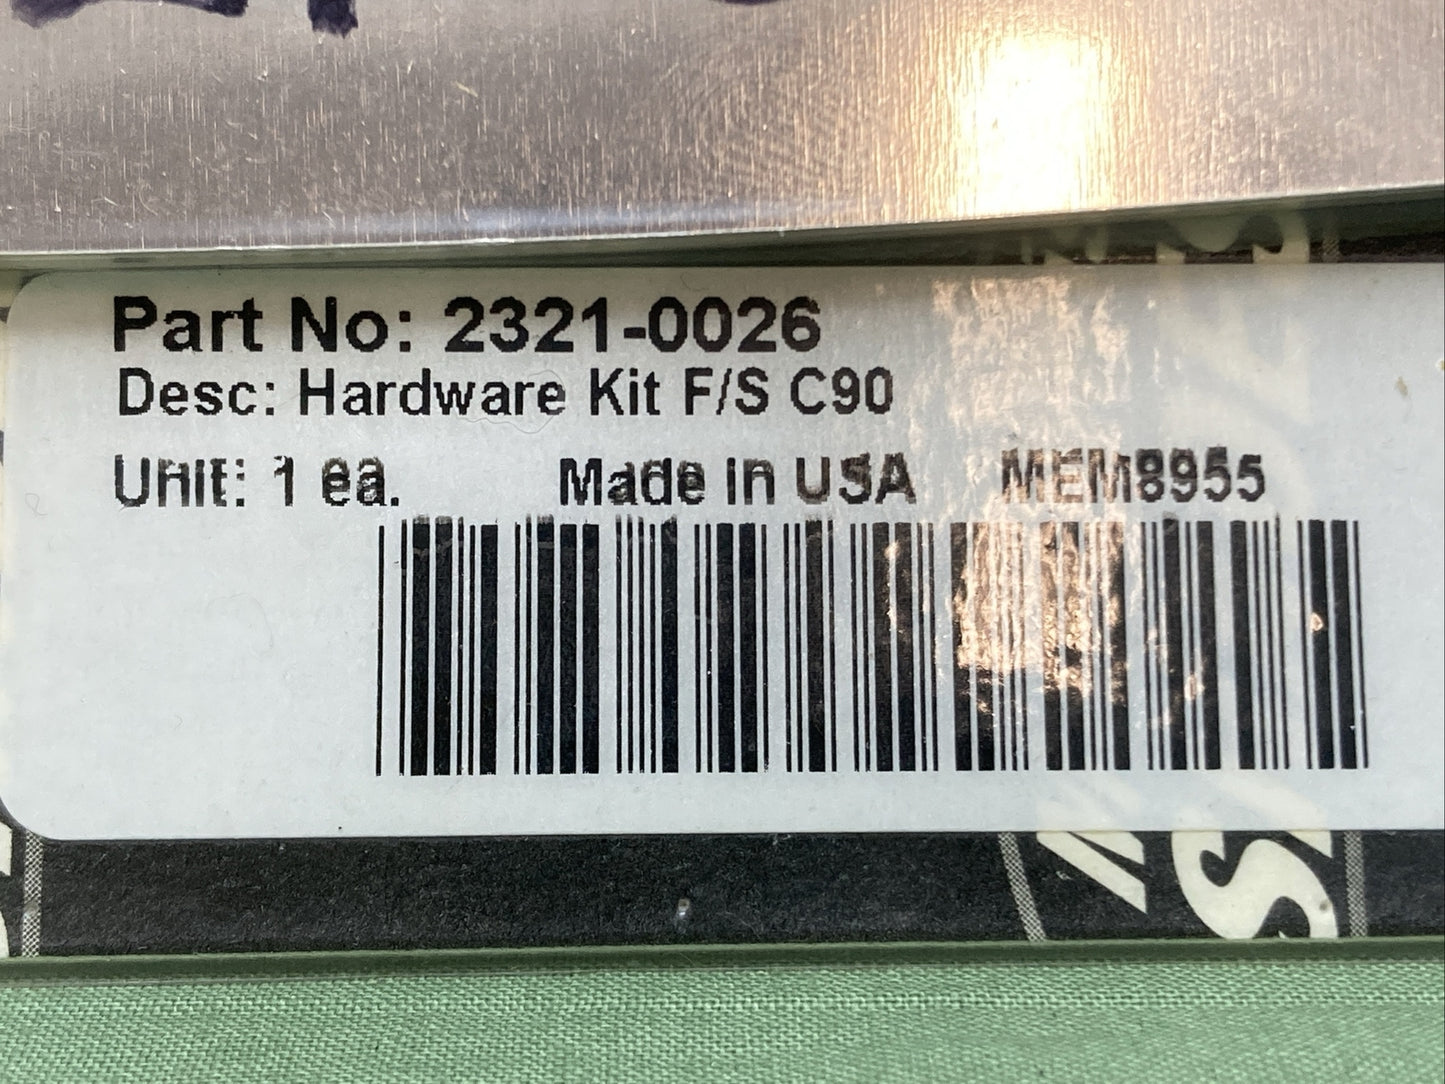 Part No: 2321-0026
Desc: Hardware Kit F/S C90
Unit: 1 ea. Made in USA MEM8955